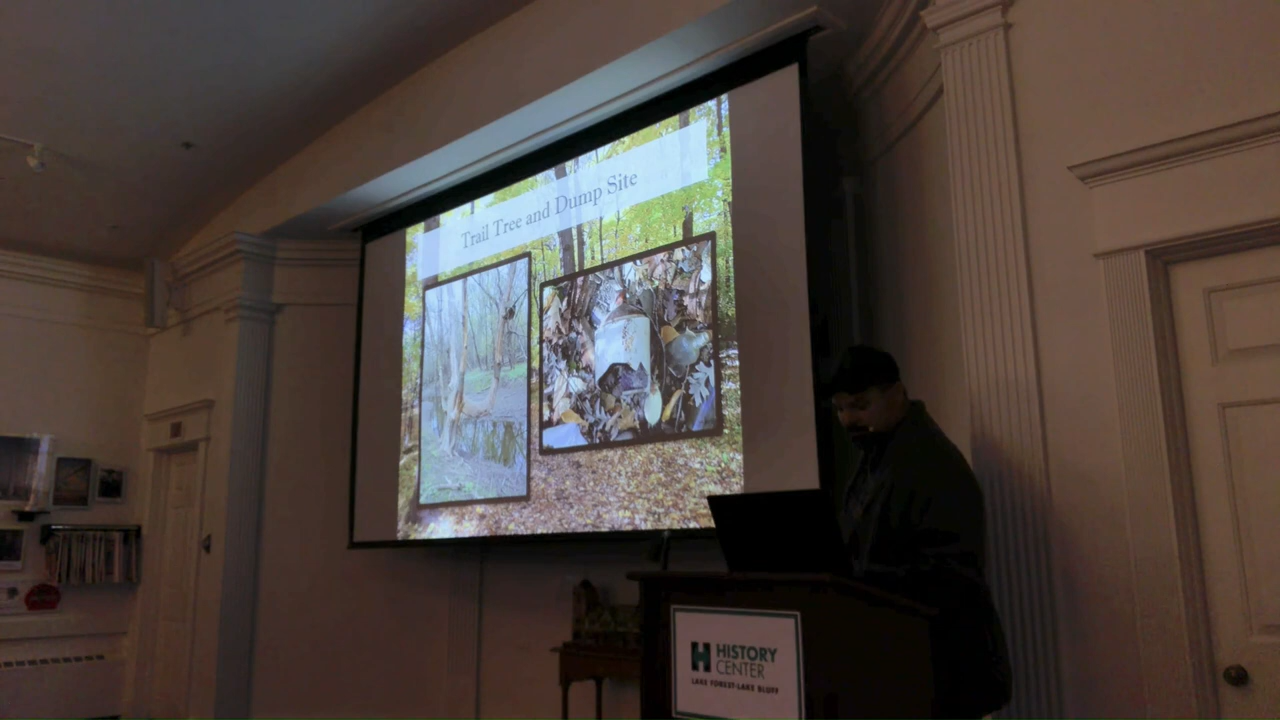 Trail Tree and Dump Site
H HISTORY
CENTER
LAKE FOREST-LAKE BLUFF